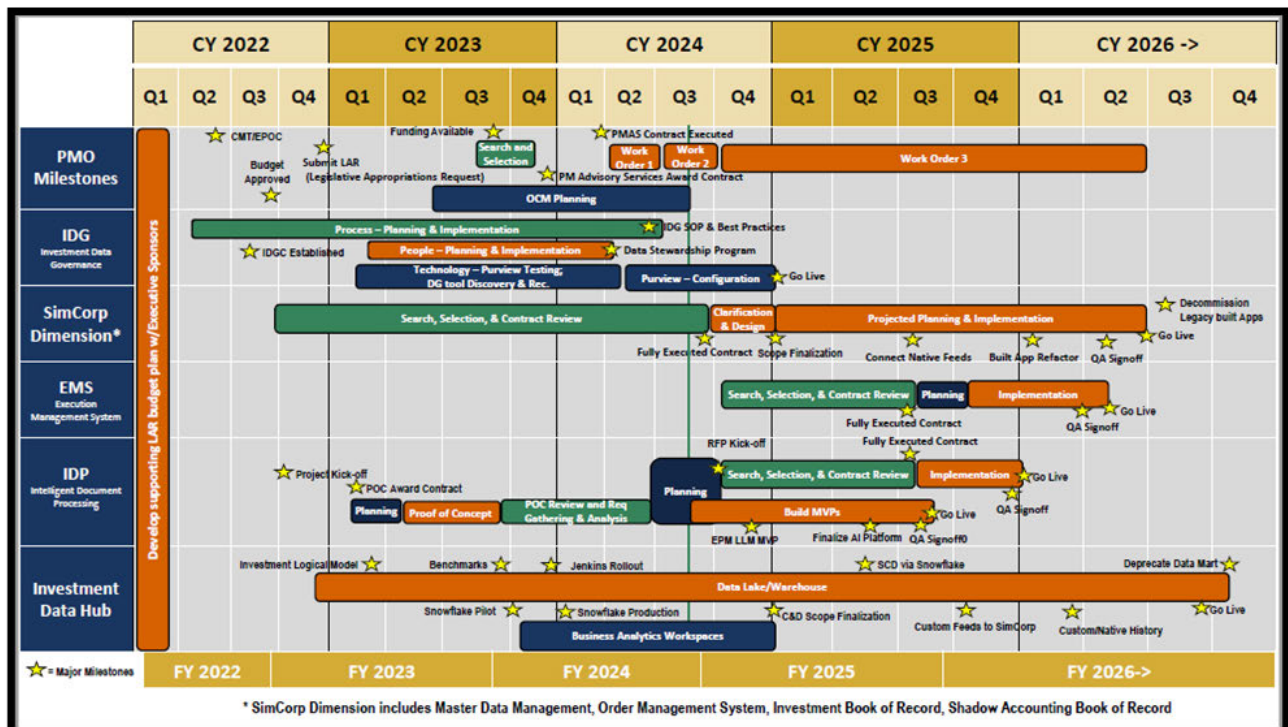 CY 2022 CY 2023 CY 2024 CY 2025 CY 2026 ->
Q1 Q2 Q3 Q4 Q1 Q2 Q3 Q4 Q1 Q2 Q3 Q4 Q1 Q2 Q3 Q4 Q1 Q2 Q3 Q4
Develop supporting LAR budget plan w/Executive Sponsors
PMO
Milestones
CMT/EPOC
Budget
Approved
Submit LAR
(Legislative Appropriations Request)
Funding Available
Search and
Selection
PM Advisory Services Award Contract
OCM Planning
PMAS Contract Executed
Work
Order 1
Work
Order 2
Work Order 3
IDG
Investment Data
Governance
Process – Planning & Implementation
IDG SOP & Best Practices
IDGC Established
People – Planning & Implementation
Data Stewardship Program
Technology – Purview Testing;
DG tool Discovery & Rec.
Purview – Configuration
Go Live
SimCorp
Dimension*
Search, Selection, & Contract Review
Clarification
& Design
Projected Planning & Implementation
Decommission
Legacy built Apps
Go Live
Fully Executed Contract
Scope Finalization
Connect Native Feeds
Built App Refactor
QA Signoff
EMS
Execution
Management System
Search, Selection, & Contract Review
Planning
Implementation
Fully Executed Contract
QA Signoff
Go Live
IDP
Intelligent Document
Processing
Project Kick-off
POC Award Contract
Planning
Proof of Concept
POC Review and Req
Gathering & Analysis
Planning
RFP Kick-off
Search, Selection, & Contract Review
Fully Executed Contract
Implementation
Go Live
QA Signoff
Build MVPs
Go Live
EPM LLM MVP
Finalize AI Platform
QA Signoff0
Investment
Data Hub
Investment Logical Model
Benchmarks
Jenkins Rollout
SCD via Snowflake
Deprecate Data Mart
Data Lake/Warehouse
Snowflake Pilot
Snowflake Production
C&D Scope Finalization
Custom Feeds to SimCorp
Custom/Native History
Go Live
Business Analytics Workspaces
= Major Milestones
FY 2022 FY 2023 FY 2024 FY 2025 FY 2026->
* SimCorp Dimension includes Master Data Management, Order Management System, Investment Book of Record, Shadow Accounting Book of Record